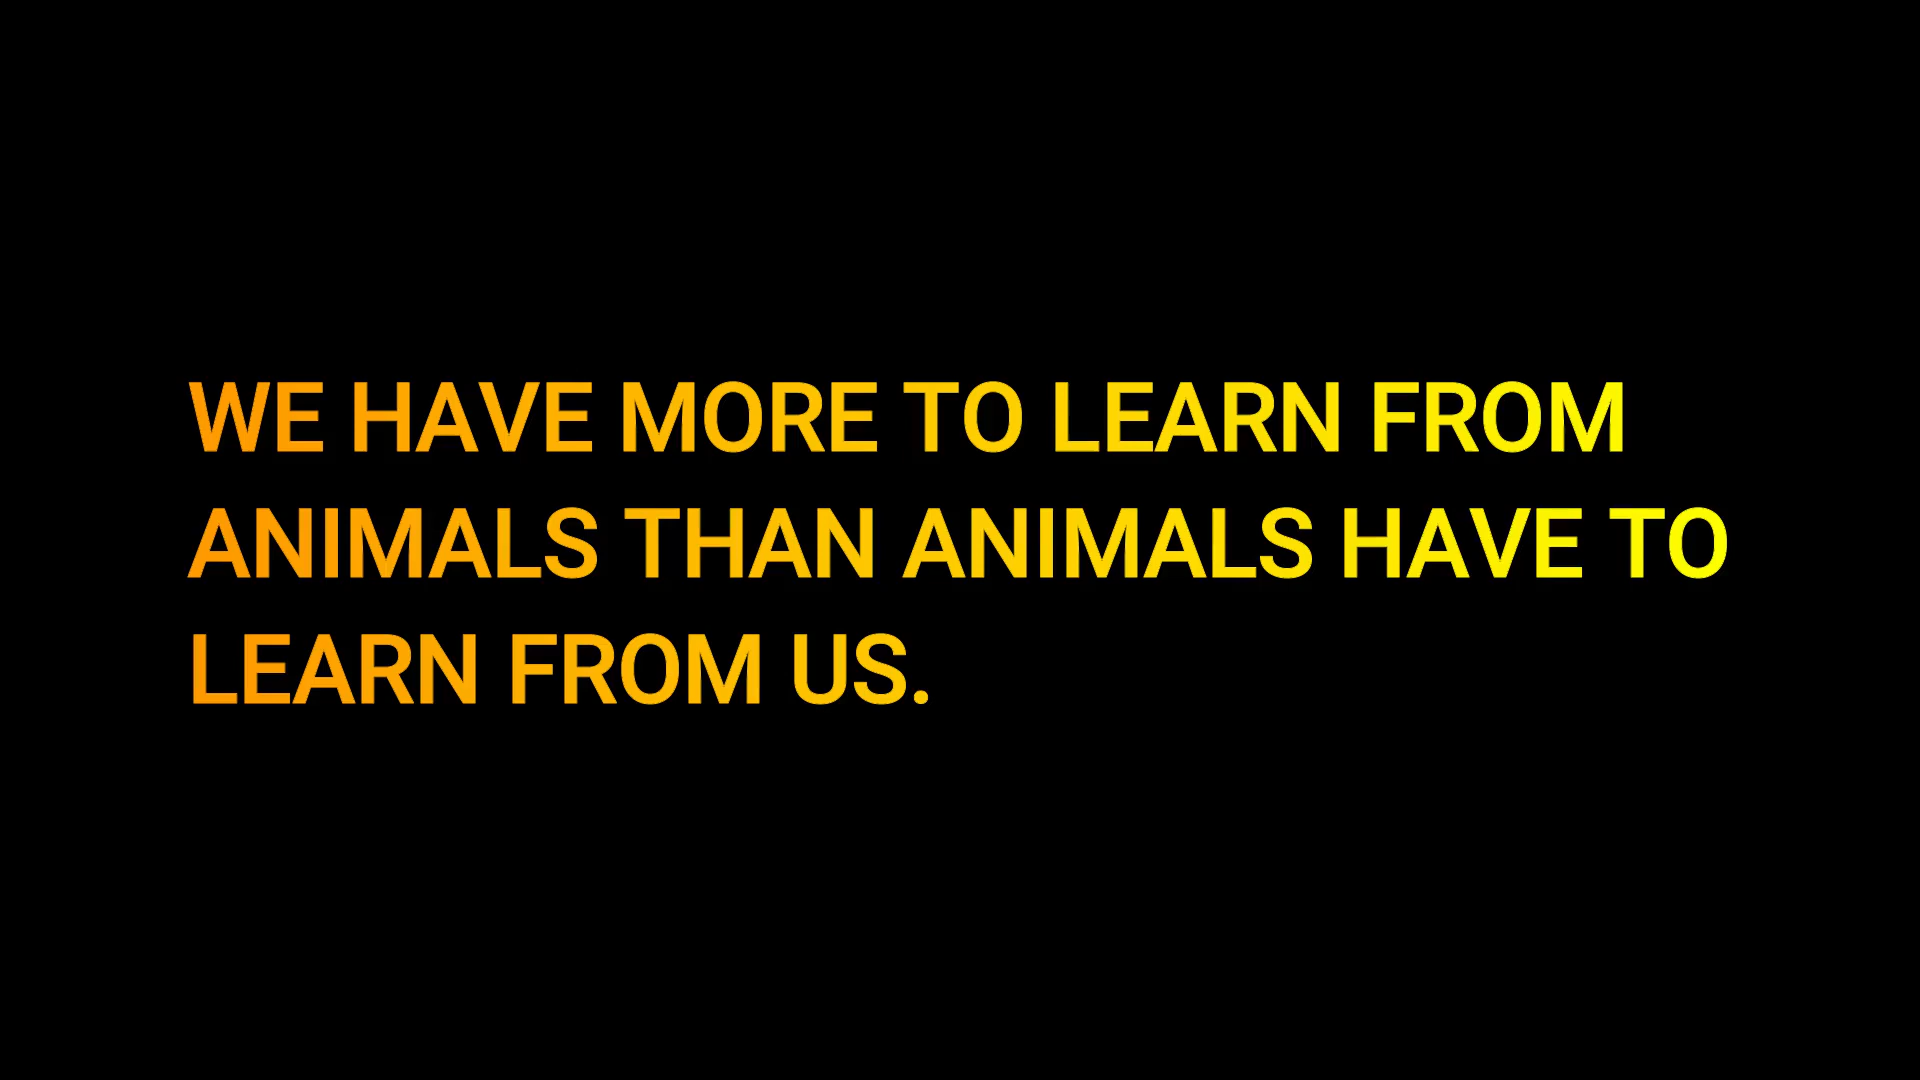 WE HAVE MORE TO LEARN FROM
ANIMALS THAN ANIMALS HAVE TO
LEARN FROM US.